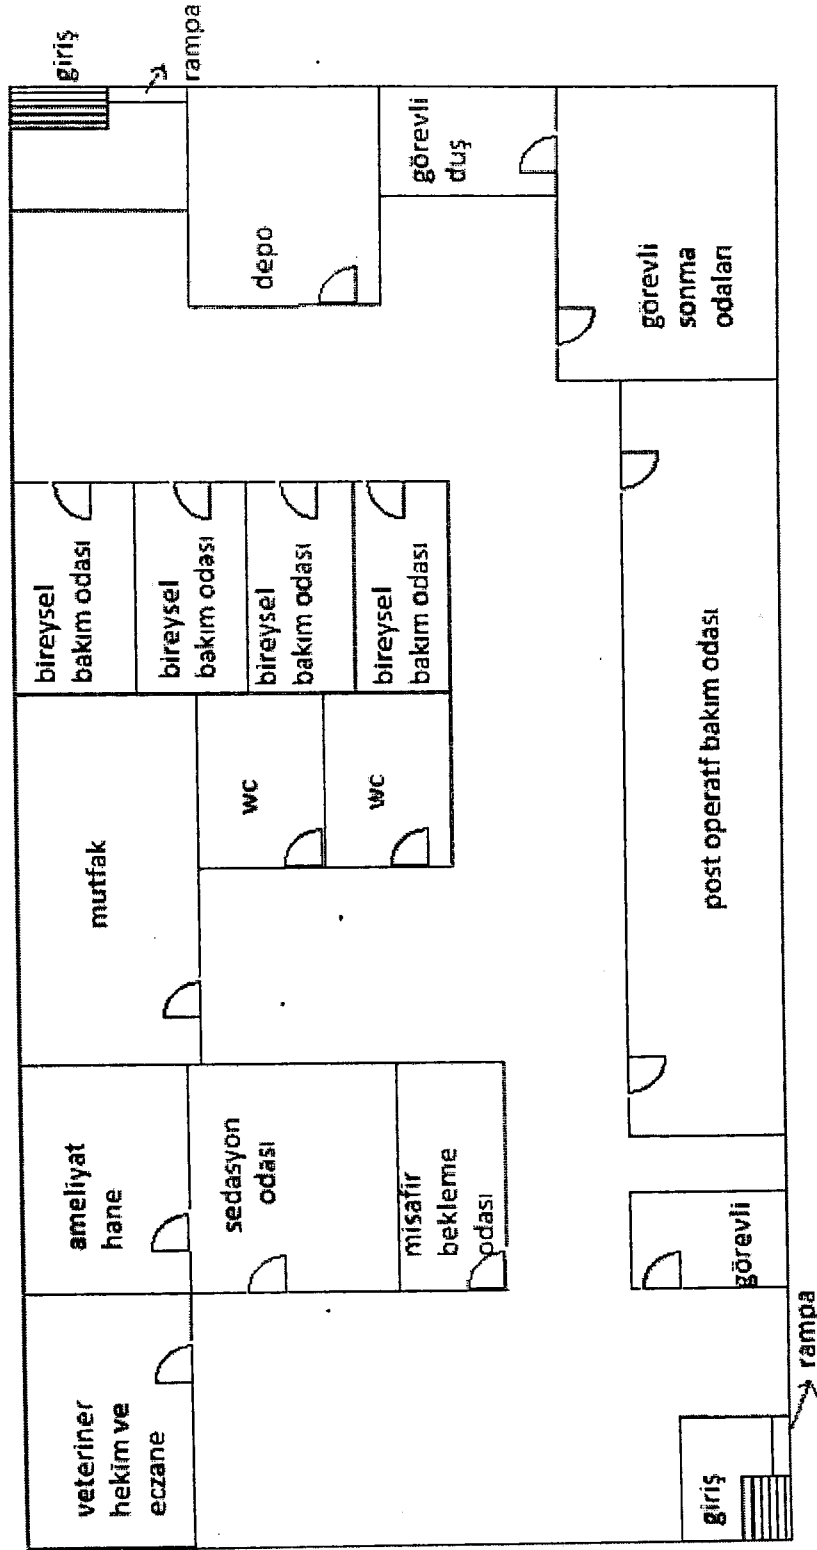 veteriner
hekim ve
eczane
ameliyat
hane
mutfak
bireysel
bakım odası
giriş
rampa
bireysel
bakım odası
sedasyon
odası
wc
bireysel
bakım odası
depo
wc
bireysel
bakım odası
misafir
bekleme
odası
görevli
duş
post operatf bakım odası
görevli
sonma
odaları
giriş
görevli
rampa